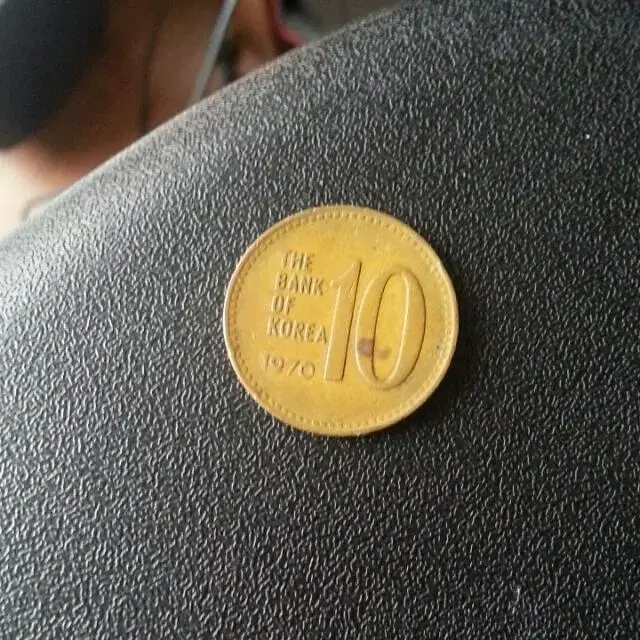 THE
BANK
OF
KOREA
1970
10